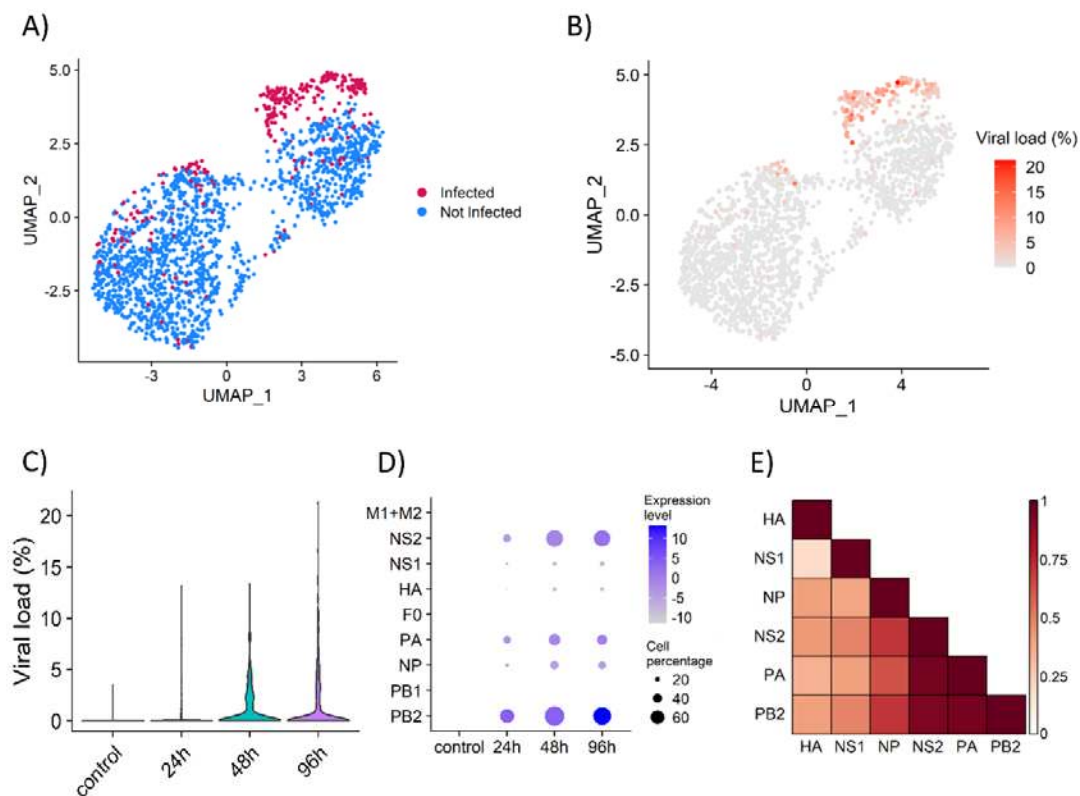 A)
5.0
2.5
0.0
-2.5
UMAP_2
-3
0
3
6
UMAP_1
Infected
Not Infected
B)
5.0
2.5
0.0
-2.5
-5.0
UMAP_2
-4
0
4
UMAP_1
Viral load (%)
20
15
10
5
0
C)
20
15
10
5
0
Viral load (%)
control
24h
48h
96h
D)
M1+M2
NS2
NS1
HA
F0
PA
NP
PB1
PB2
control 24h 48h 96h
Expression
level
10
5
0
-5
-10
Cell
percentage
20
40
60
E)
HA
NS1
NP
NS2
PA
PB2
HA NS1 NP NS2 PA PB2
1
0.75
0.5
0.25
0